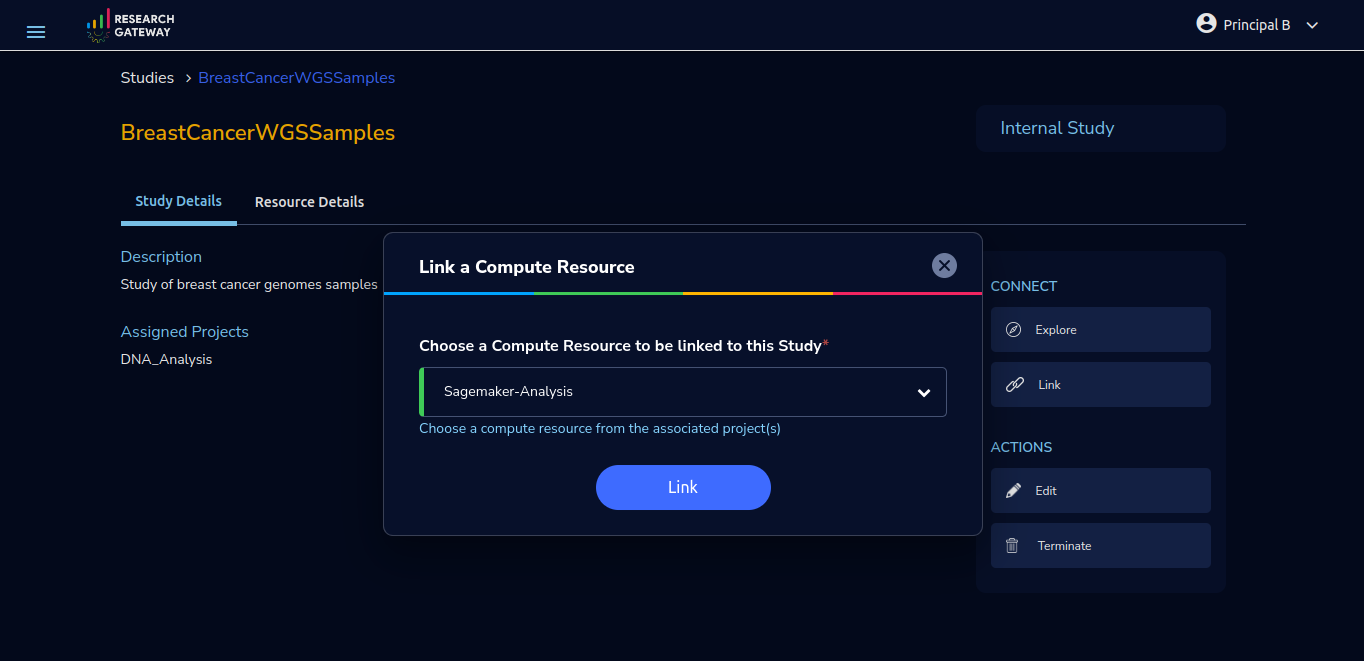 RESEARCH
GATEWAY
Principal B
Studies > BreastCancerWGSSamples
BreastCancerWGSSamples
Internal Study
Study Details
Resource Details
Description
Study of breast cancer genomes samples
Assigned Projects
DNA_Analysis
Link a Compute Resource
Choose a Compute Resource to be linked to this Study*
Sagemaker-Analysis
Choose a compute resource from the associated project(s)
Link
CONNECT
Explore
Link
ACTIONS
Edit
Terminate